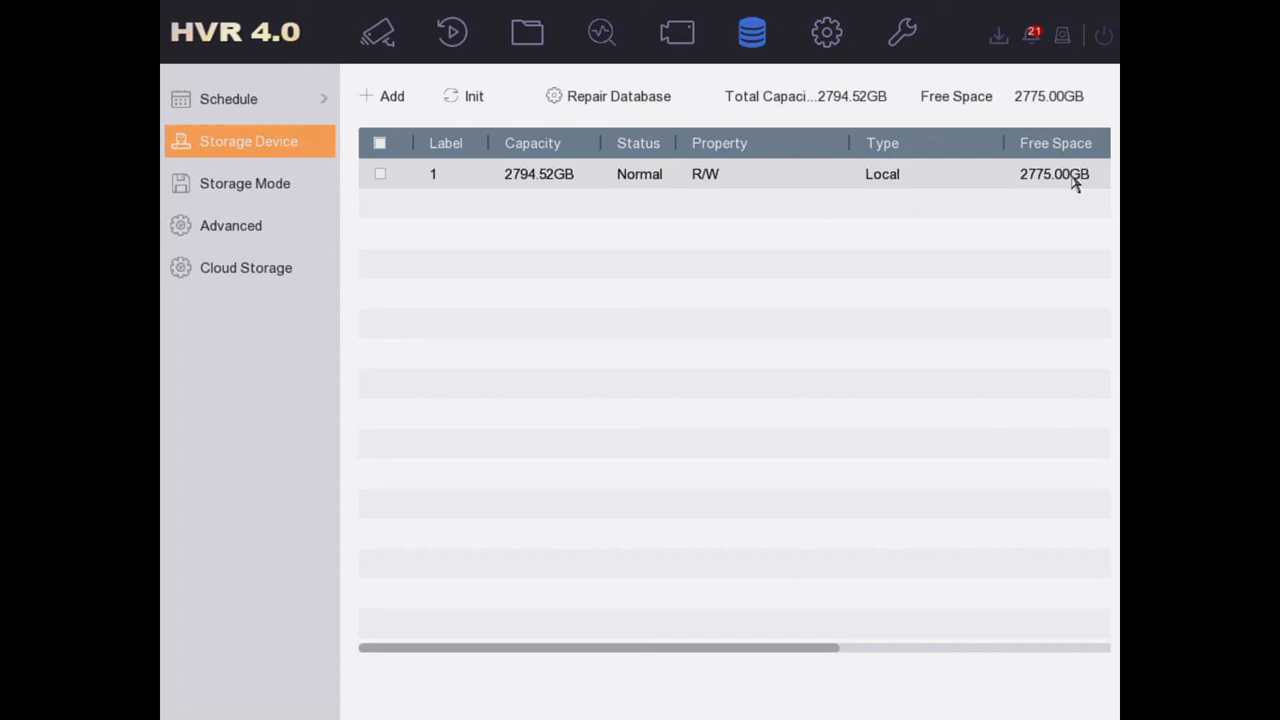 HVR 4.0
21
Schedule
Storage Device
Storage Mode
Advanced
Cloud Storage
Add Init Repair Database Total Capaci...2794.52GB Free Space 2775.00GB
Label Capacity Status Property Type Free Space
1 2794.52GB Normal R/W Local 2775.00GB